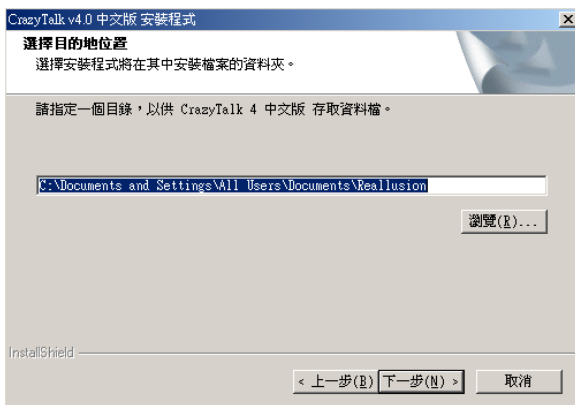 CrazyTalk v4.0 中文版 安裝程式
選擇目的地位置
選擇安裝程式將在其中安裝檔案的資料夾。
請指定一個目錄，以供 CrazyTalk 4 中文版 存取資料檔。
C:\Documents and Settings\All Users\Documents\Reallusion
瀏覽(R)...
InstallShield
< 上一步(B) 下一步(N) > 取消